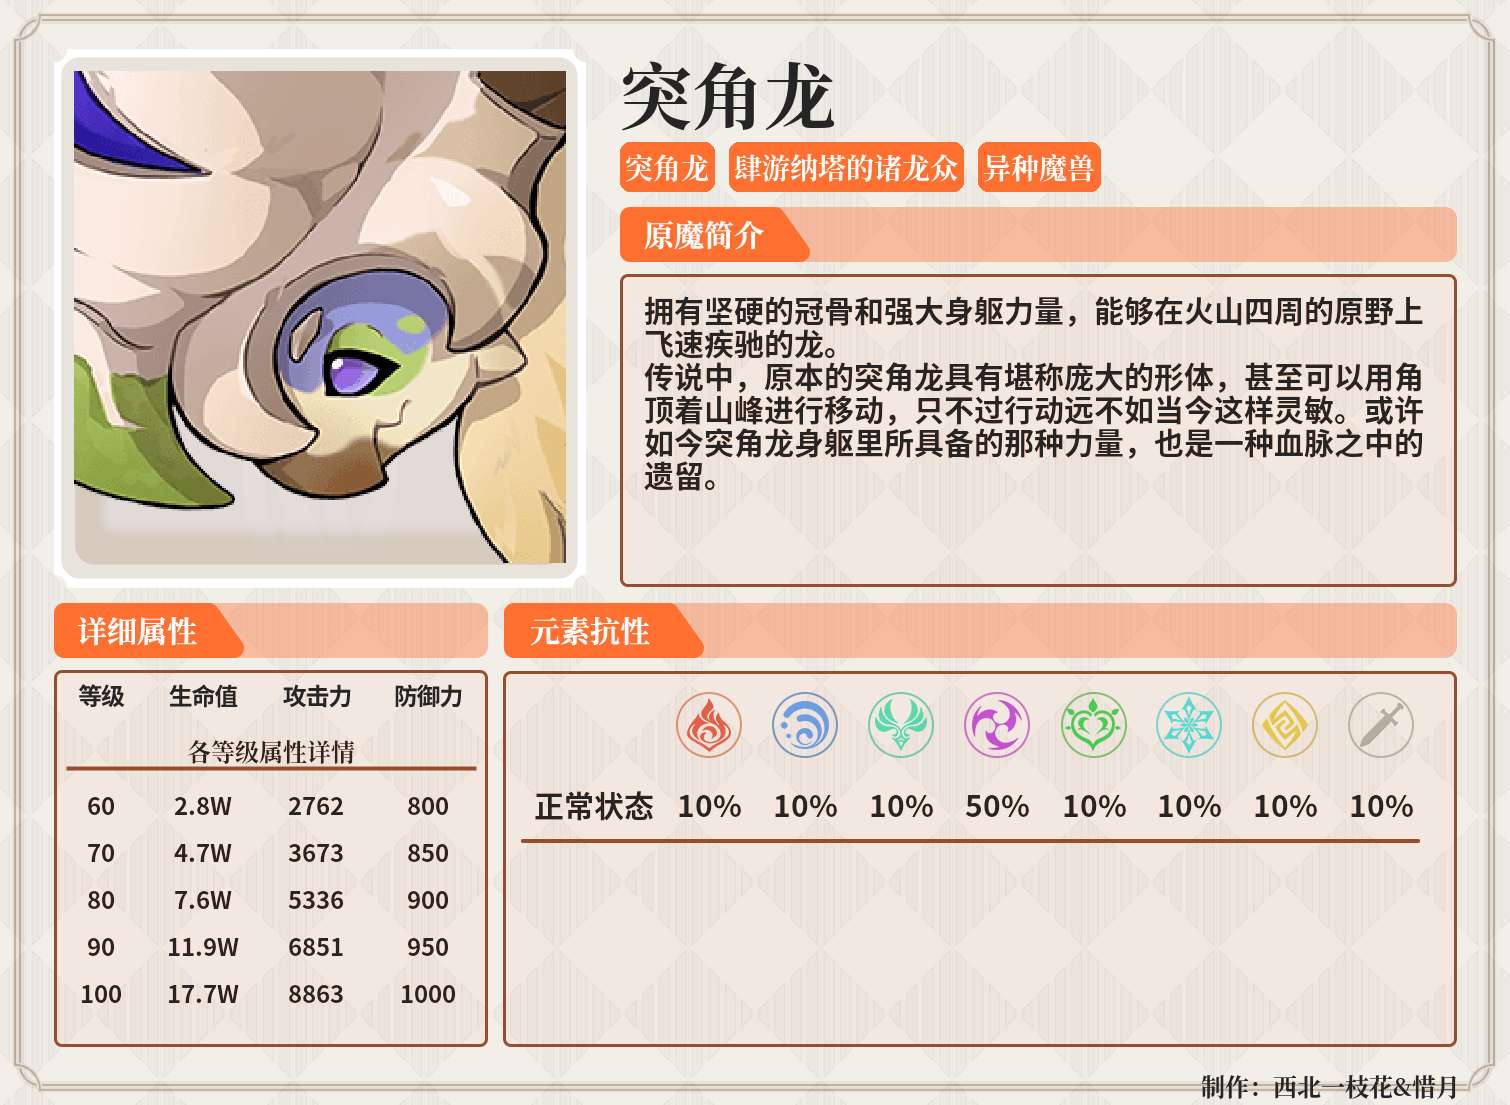 突角龙
突角龙 肆游纳塔的诸龙众 异种魔兽
原魔简介
拥有坚硬的冠骨和强大身躯力量，能够在火山四周的原野上
飞速疾驰的龙。
传说中，原本的突角龙具有堪称庞大的形体，甚至可以用角
顶着山峰进行移动，只不过行动远不如当今这样灵敏。或许
如今突角龙身躯里所具备的那种力量，也是一种血脉之中的
遗留。
详细属性
等级 生命值 攻击力 防御力
各等级属性详情
60 2.8W 2762 800
70 4.7W 3673 850
80 7.6W 5336 900
90 11.9W 6851 950
100 17.7W 8863 1000
元素抗性
正常状态 10% 10% 10% 50% 10% 10% 10% 10%
制作：西北一枝花&惜月